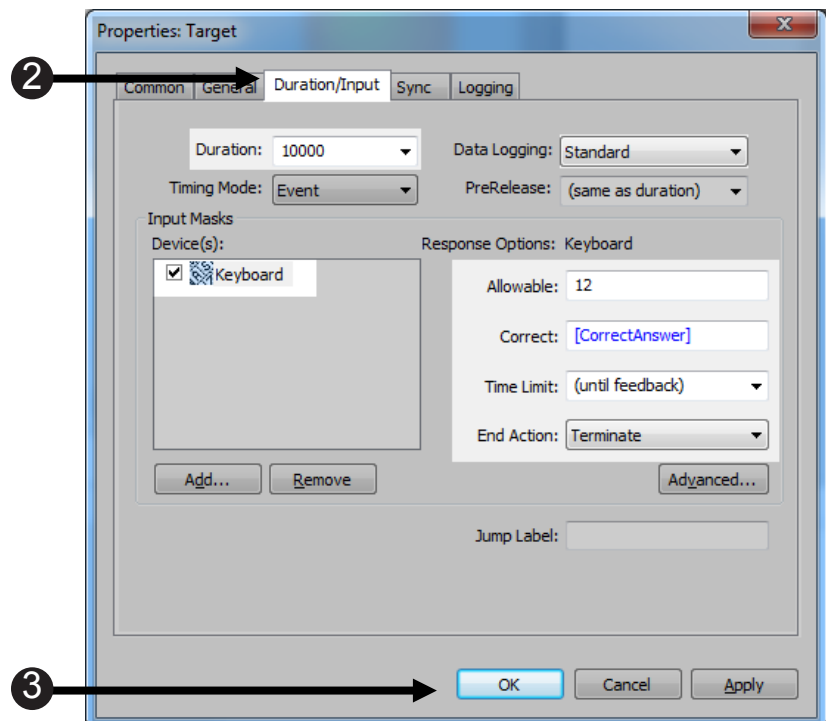 Properties: Target
2
Common General Duration/Input Sync Logging
Duration: 10000 Data Logging: Standard
Timing Mode: Event PreRelease: (same as duration)
Input Masks
Device(s): Response Options: Keyboard
Keyboard Allowable: 12
Correct: [CorrectAnswer]
Time Limit: (until feedback)
End Action: Terminate
Add... Remove Advanced...
Jump Label:
3 OK Cancel Apply